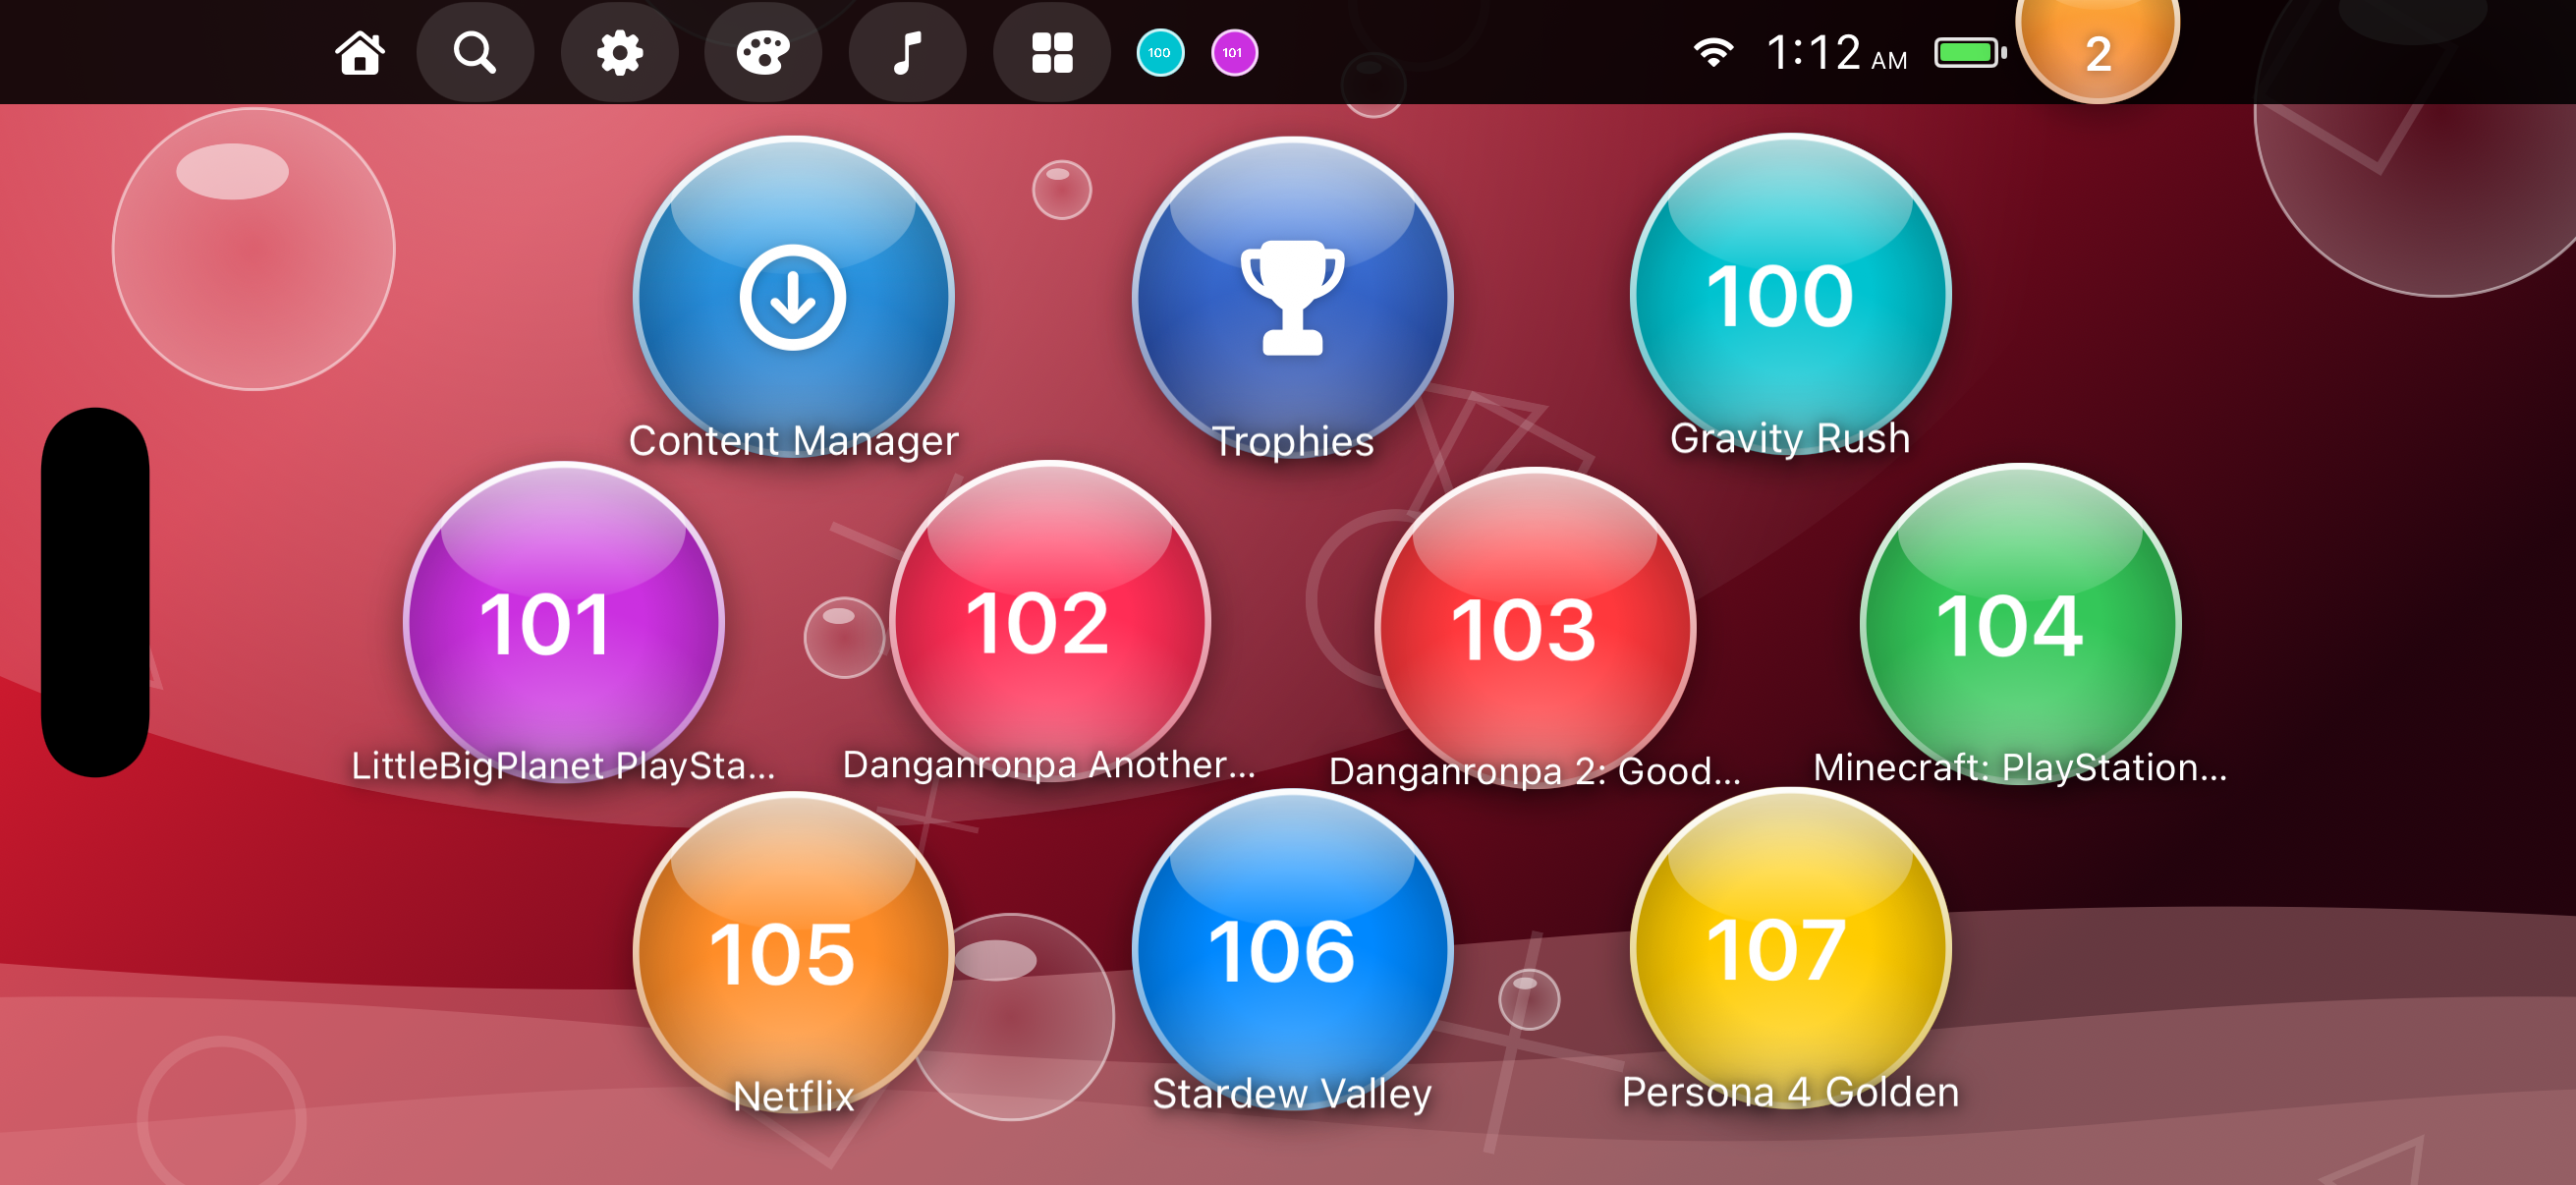 100
101
1:12 AM
2
Content Manager
Trophies
100
Gravity Rush
101
LittleBigPlanet PlaySta...
102
Danganronpa Another...
103
Danganronpa 2: Good...
104
Minecraft: PlayStation...
105
Netflix
106
Stardew Valley
107
Persona 4 Golden